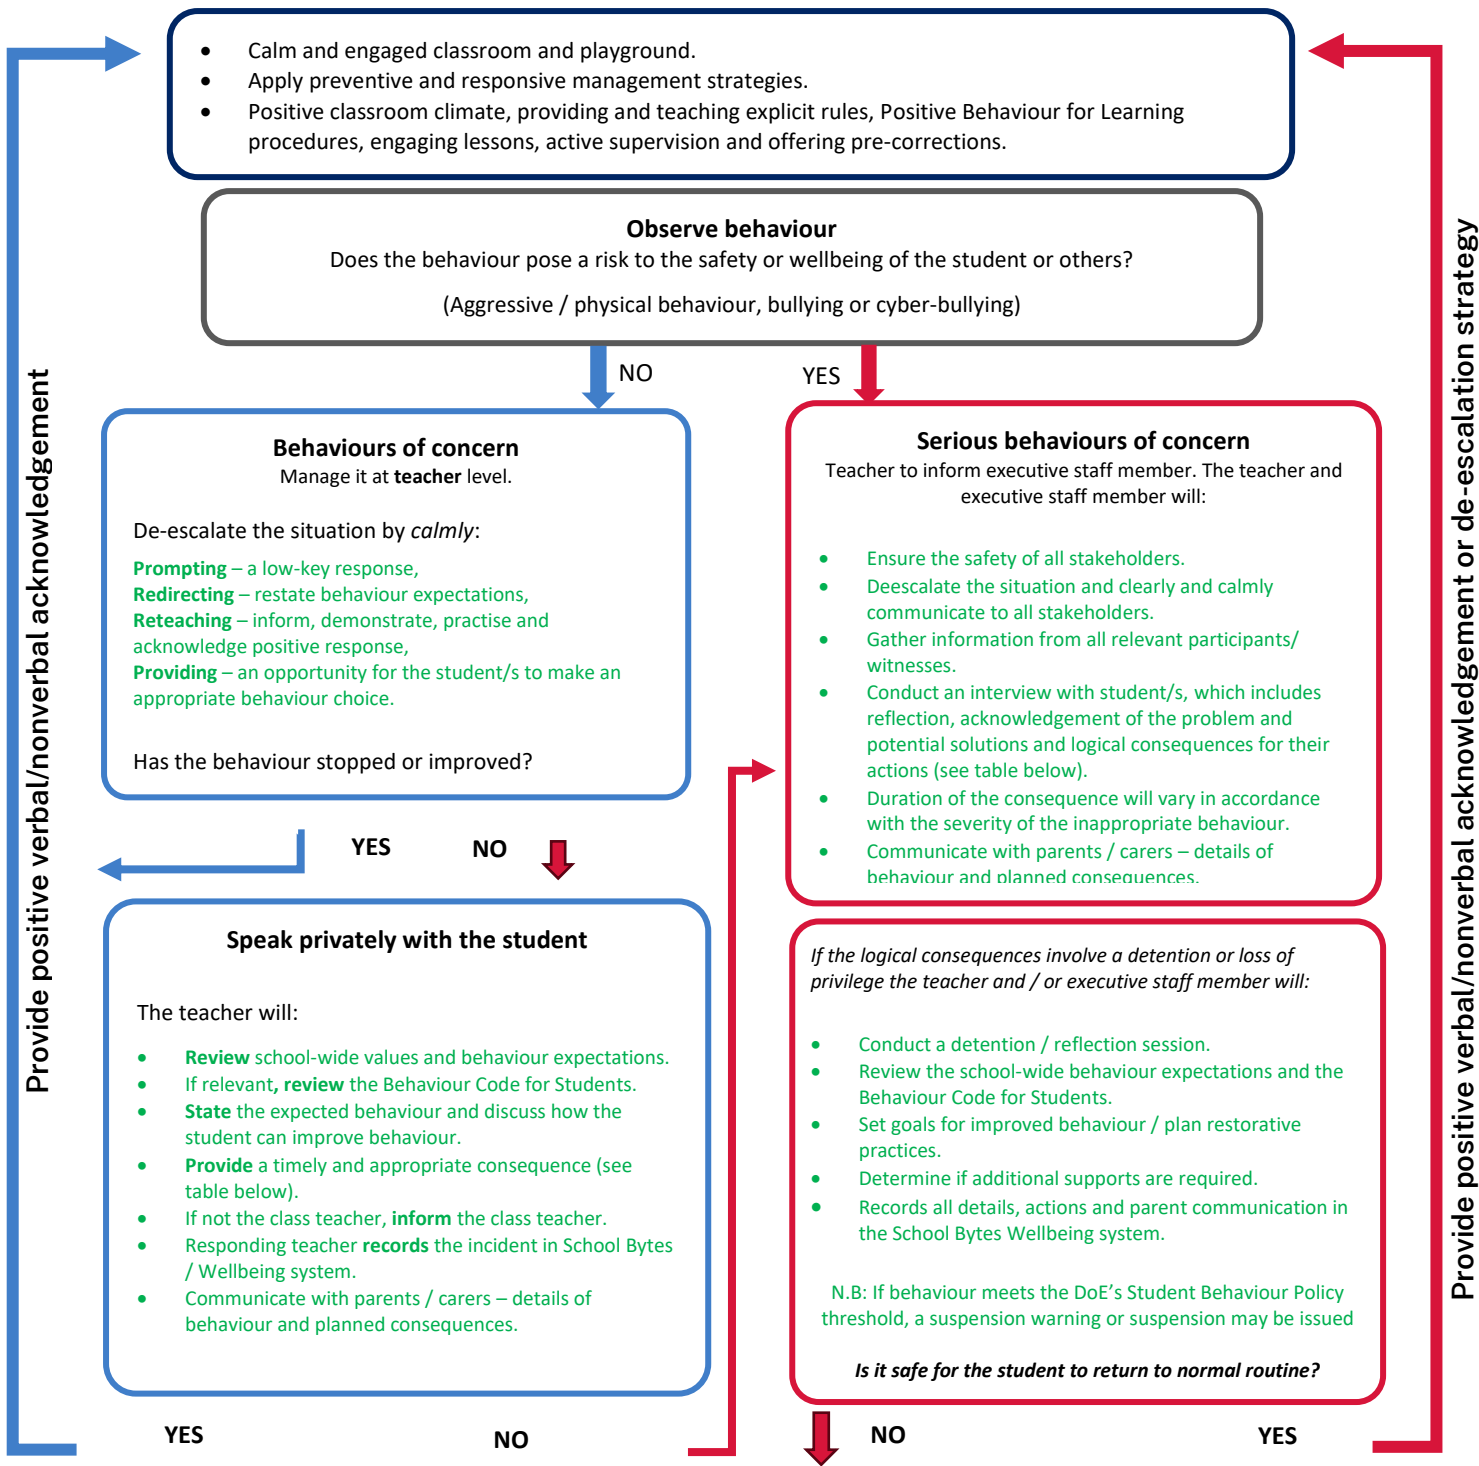 Calm and engaged classroom and playground.
Apply preventive and responsive management strategies.
Positive classroom climate, providing and teaching explicit rules, Positive Behaviour for Learning
procedures, engaging lessons, active supervision and offering pre-corrections.
Observe behaviour
Does the behaviour pose a risk to the safety or wellbeing of the student or others?
(Aggressive / physical behaviour, bullying or cyber-bullying)
NO
YES
Behaviours of concern
Manage it at teacher level.
De-escalate the situation by calmly:
Prompting – a low-key response,
Redirecting – restate behaviour expectations,
Reteaching – inform, demonstrate, practise and
acknowledge positive response,
Providing – an opportunity for the student/s to make an
appropriate behaviour choice.
Has the behaviour stopped or improved?
YES
NO
Speak privately with the student
The teacher will:
Review school-wide values and behaviour expectations.
If relevant, review the Behaviour Code for Students.
State the expected behaviour and discuss how the
student can improve behaviour.
Provide a timely and appropriate consequence (see
table below).
If not the class teacher, inform the class teacher.
Responding teacher records the incident in School Bytes
/ Wellbeing system.
Communicate with parents / carers – details of
behaviour and planned consequences.
YES
NO
Serious behaviours of concern
Teacher to inform executive staff member. The teacher and
executive staff member will:
Ensure the safety of all stakeholders.
Deescalate the situation and clearly and calmly
communicate to all stakeholders.
Gather information from all relevant participants/
witnesses.
Conduct an interview with student/s, which includes
reflection, acknowledgement of the problem and
potential solutions and logical consequences for their
actions (see table below).
Duration of the consequence will vary in accordance
with the severity of the inappropriate behaviour.
Communicate with parents / carers – details of
behaviour and planned consequences.
If the logical consequences involve a detention or loss of
privilege the teacher and / or executive staff member will:
Conduct a detention / reflection session.
Review the school-wide behaviour expectations and the
Behaviour Code for Students.
Set goals for improved behaviour / plan restorative
practices.
Determine if additional supports are required.
Records all details, actions and parent communication in
the School Bytes Wellbeing system.
N.B: If behaviour meets the DoE’s Student Behaviour Policy
threshold, a suspension warning or suspension may be issued
Is it safe for the student to return to normal routine?
NO
YES
Provide positive verbal/nonverbal acknowledgement
Provide positive verbal/nonverbal acknowledgement or de-escalation strategy